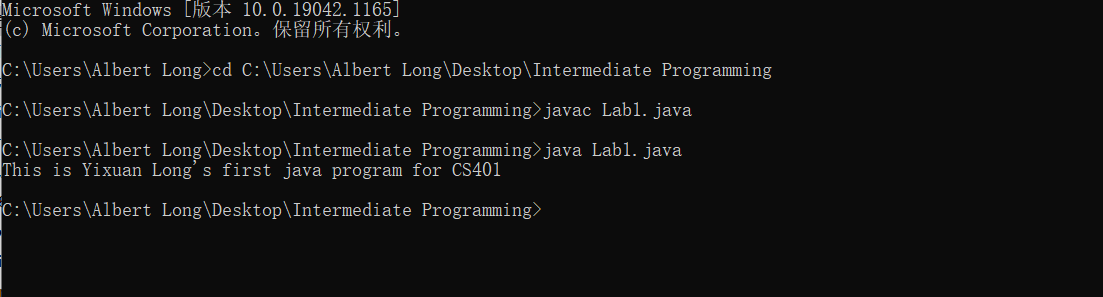 Microsoft Windows [版本 10.0.19042.1165]
(c) Microsoft Corporation。保留所有权利。
C:\Users\Albert Long>cd C:\Users\Albert Long\Desktop\Intermediate Programming
C:\Users\Albert Long\Desktop\Intermediate Programming>javac Lab1.java
C:\Users\Albert Long\Desktop\Intermediate Programming>java Lab1.java
This is Yixuan Long's first java program for CS401
C:\Users\Albert Long\Desktop\Intermediate Programming>